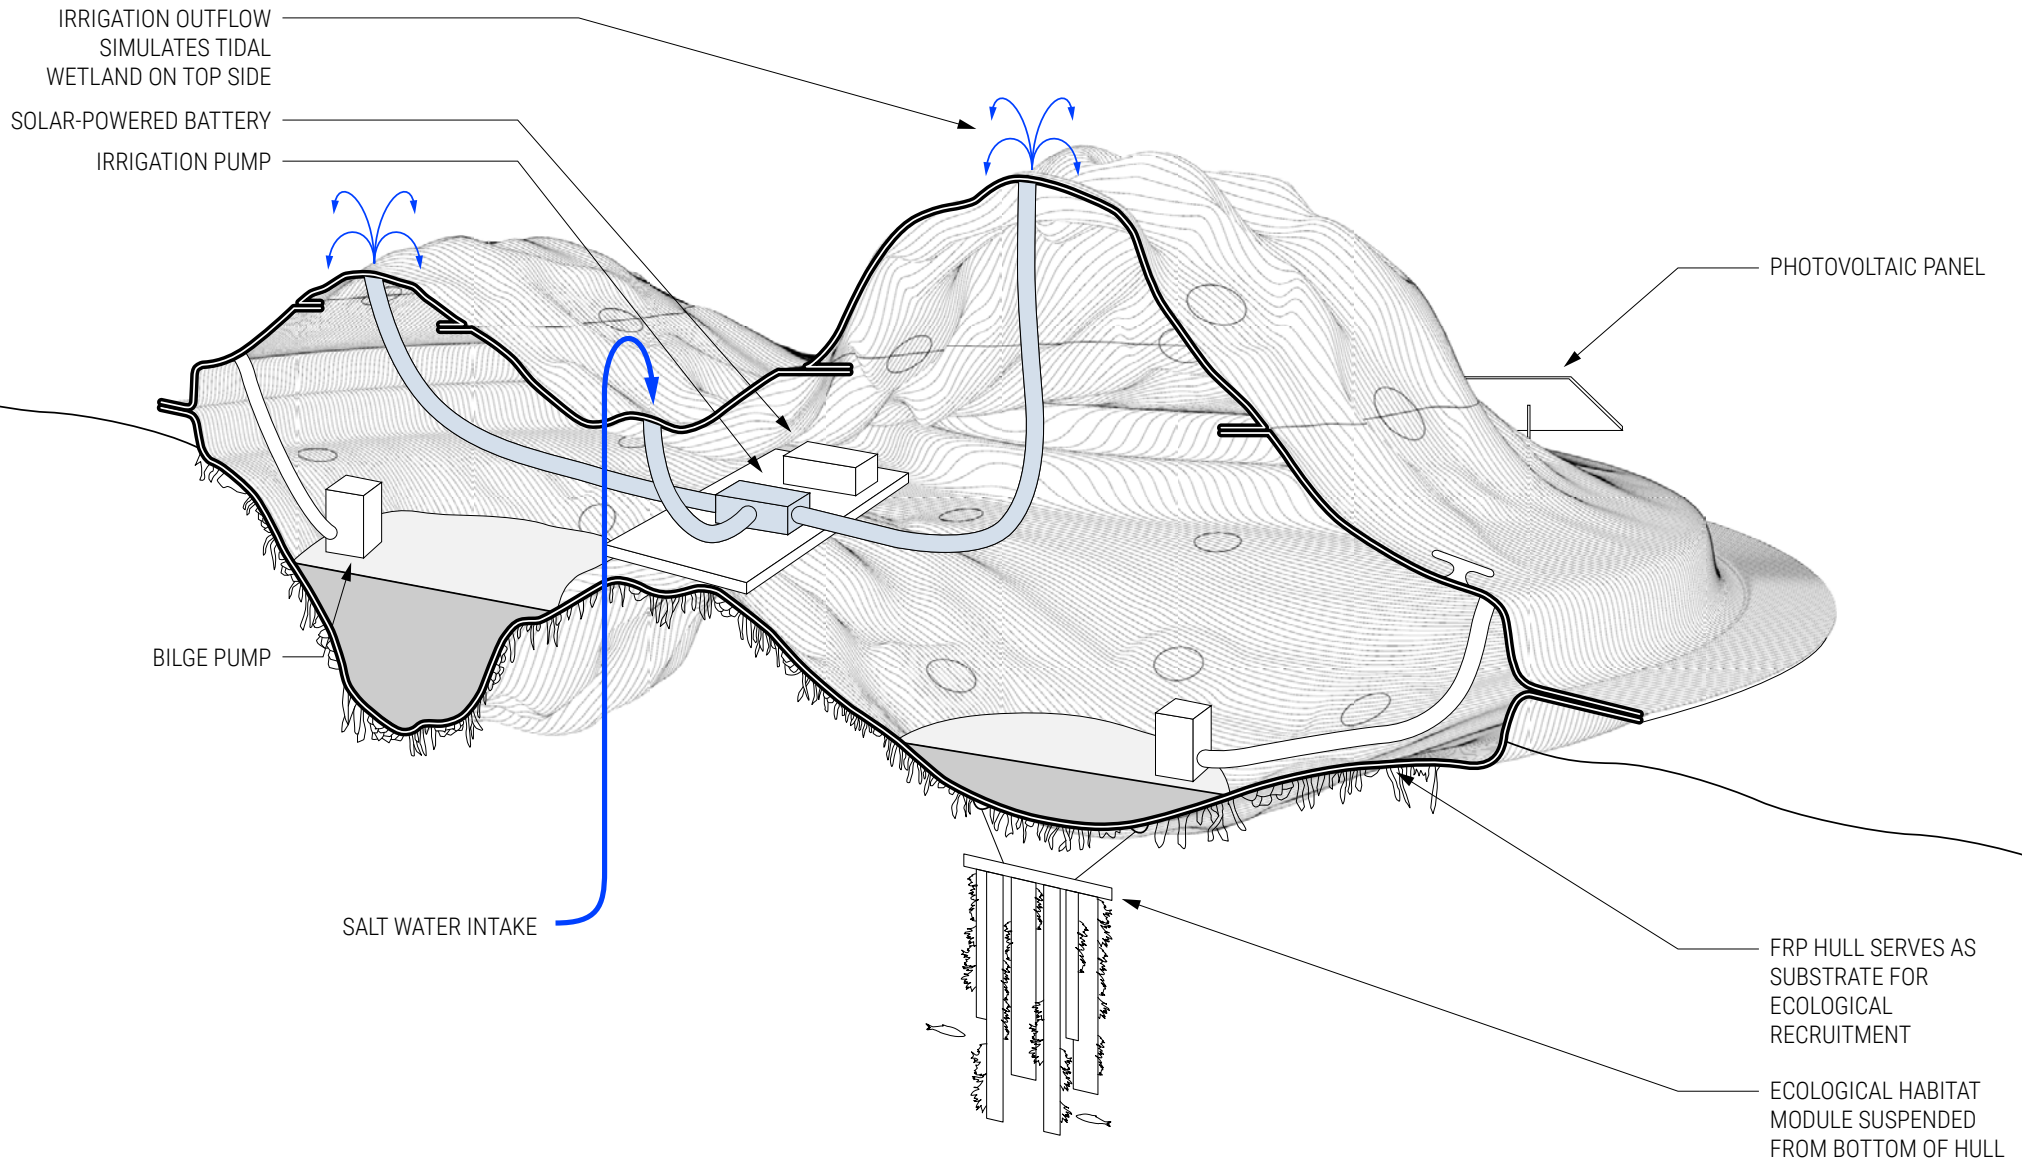 IRRIGATION OUTFLOW
SIMULATES TIDAL
WETLAND ON TOP SIDE
SOLAR-POWERED BATTERY
IRRIGATION PUMP
PHOTOVOLTAIC PANEL
BILGE PUMP
SALT WATER INTAKE
FRP HULL SERVES AS
SUBSTRATE FOR
ECOLOGICAL
RECRUITMENT
ECOLOGICAL HABITAT
MODULE SUSPENDED
FROM BOTTOM OF HULL